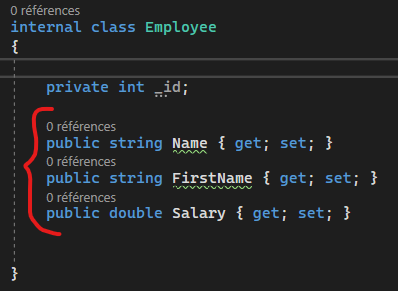 0 références
internal class Employee
{
private int _id;
0 références
public string Name { get; set; }
0 références
public string FirstName { get; set; }
0 références
public double Salary { get; set; }
}